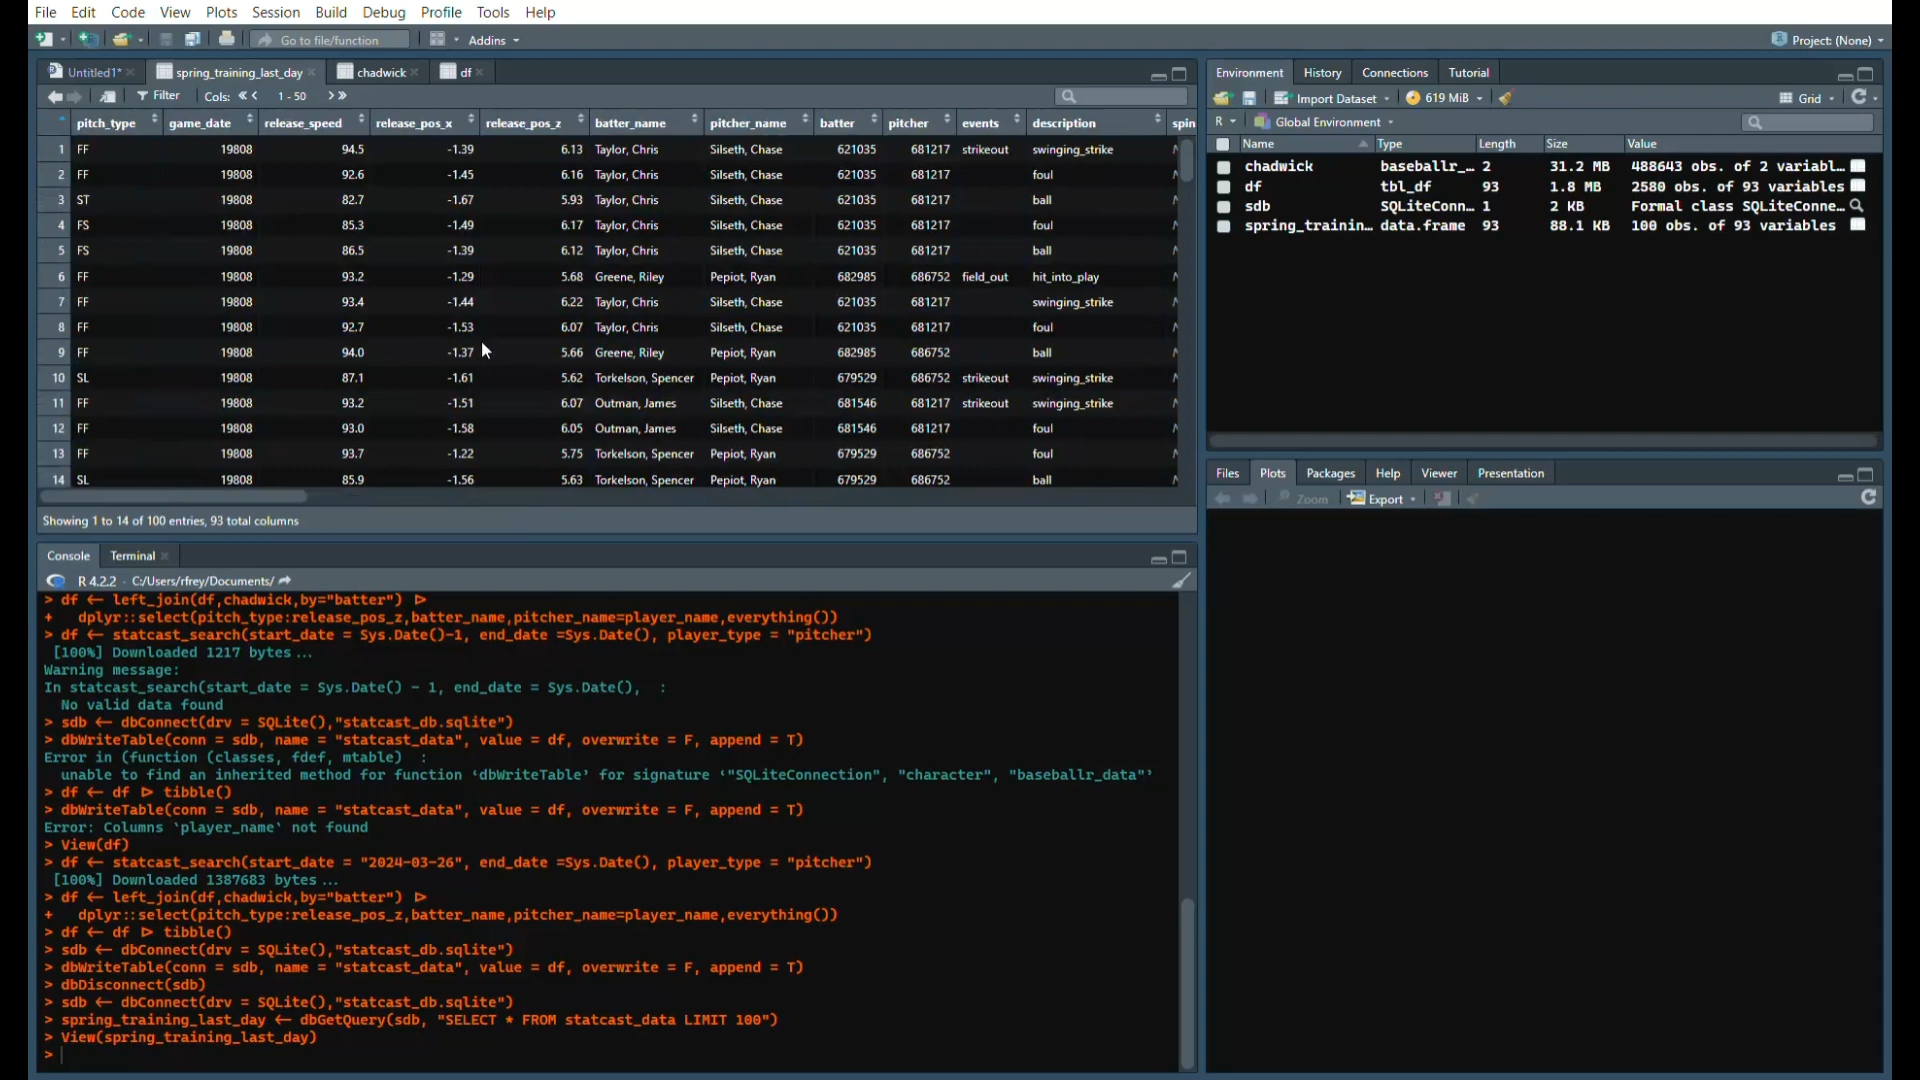 File Edit Code View Plots Session Build Debug Profile Tools Help
Go to file/function Addins Project: (None)
Untitled1* spring_training_last_day chadwick df
Filter Cols: 1 - 50
pitch_type game_date release_speed release_pos_x release_pos_z batter_name pitcher_name batter pitcher events description spin
1 FF 19808 94.5 -1.39 6.13 Taylor, Chris Silseth, Chase 621035 681217 strikeout swinging_strike
2 FF 19808 92.6 -1.45 6.16 Taylor, Chris Silseth, Chase 621035 681217 foul
3 ST 19808 82.7 -1.67 5.93 Taylor, Chris Silseth, Chase 621035 681217 ball
4 FS 19808 85.3 -1.49 6.17 Taylor, Chris Silseth, Chase 621035 681217 foul
5 FS 19808 86.5 -1.39 6.12 Taylor, Chris Silseth, Chase 621035 681217 ball
6 FF 19808 93.2 -1.29 5.68 Greene, Riley Pepiot, Ryan 682985 686752 field_out hit_into_play
7 FF 19808 93.4 -1.44 6.22 Taylor, Chris Silseth, Chase 621035 681217 swinging_strike
8 FF 19808 92.7 -1.53 6.07 Taylor, Chris Silseth, Chase 621035 681217 foul
9 FF 19808 94.0 -1.37 5.66 Greene, Riley Pepiot, Ryan 682985 686752 ball
10 SL 19808 87.1 -1.61 5.62 Torkelson, Spencer Pepiot, Ryan 679529 686752 strikeout swinging_strike
11 FF 19808 93.2 -1.51 6.07 Outman, James Silseth, Chase 681546 681217 strikeout swinging_strike
12 FF 19808 93.0 -1.58 6.05 Outman, James Silseth, Chase 681546 681217 foul
13 FF 19808 93.7 -1.22 5.75 Torkelson, Spencer Pepiot, Ryan 679529 686752 foul
14 SL 19808 85.9 -1.56 5.63 Torkelson, Spencer Pepiot, Ryan 679529 686752 ball
Showing 1 to 14 of 100 entries, 93 total columns
Console Terminal
R 4.2.2 · C:/Users/rfrey/Documents/
> df <- left_join(df,chadwick,by="batter") |>
+ dplyr::select(pitch_type:release_pos_z,batter_name,pitcher_name=player_name,everything())
> df <- statcast_search(start_date = Sys.Date()-1, end_date =Sys.Date(), player_type = "pitcher")
[100%] Downloaded 1217 bytes...
Warning message:
In statcast_search(start_date = Sys.Date() - 1, end_date = Sys.Date(), :
No valid data found
> sdb <- dbConnect(drv = SQLite(),"statcast_db.sqlite")
> dbWriteTable(conn = sdb, name = "statcast_data", value = df, overwrite = F, append = T)
Error in (function (classes, fdef, mtable) :
unable to find an inherited method for function ‘dbWriteTable’ for signature ‘"SQLiteConnection", "character", "baseballr_data"’
> df <- df |> tibble()
> dbWriteTable(conn = sdb, name = "statcast_data", value = df, overwrite = F, append = T)
Error: Columns `player_name` not found
> View(df)
> df <- statcast_search(start_date = "2024-03-26", end_date =Sys.Date(), player_type = "pitcher")
[100%] Downloaded 1387683 bytes...
> df <- left_join(df,chadwick,by="batter") |>
+ dplyr::select(pitch_type:release_pos_z,batter_name,pitcher_name=player_name,everything())
> df <- df |> tibble()
> sdb <- dbConnect(drv = SQLite(),"statcast_db.sqlite")
> dbWriteTable(conn = sdb, name = "statcast_data", value = df, overwrite = F, append = T)
> dbDisconnect(sdb)
> sdb <- dbConnect(drv = SQLite(),"statcast_db.sqlite")
> spring_training_last_day <- dbGetQuery(sdb, "SELECT * FROM statcast_data LIMIT 100")
> View(spring_training_last_day)
>
Environment History Connections Tutorial
Import Dataset 619 MiB Grid
R Global Environment
Name Type Length Size Value
chadwick baseballr_… 2 31.2 MB 488643 obs. of 2 variabl…
df tbl_df 93 1.8 MB 2580 obs. of 93 variables
sdb SQLiteConn… 1 2 KB Formal class SQLiteConne…
spring_trainin… data.frame 93 88.1 KB 100 obs. of 93 variables
Files Plots Packages Help Viewer Presentation
Zoom Export